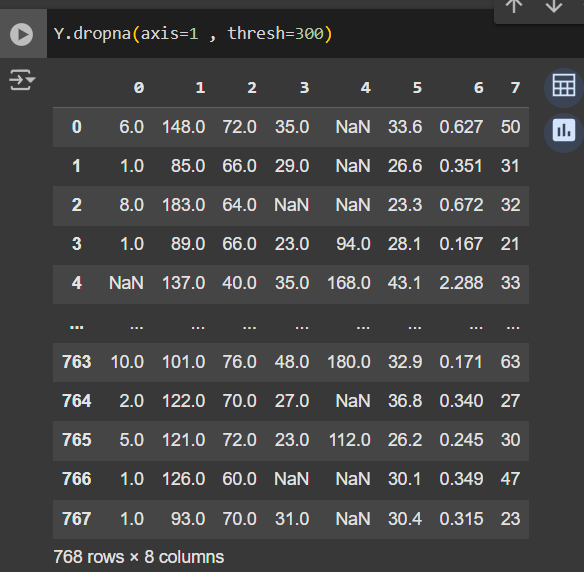 Y.dropna(axis=1 , thresh=300)
0 1 2 3 4 5 6 7
0 6.0 148.0 72.0 35.0 NaN 33.6 0.627 50
1 1.0 85.0 66.0 29.0 NaN 26.6 0.351 31
2 8.0 183.0 64.0 NaN NaN 23.3 0.672 32
3 1.0 89.0 66.0 23.0 94.0 28.1 0.167 21
4 NaN 137.0 40.0 35.0 168.0 43.1 2.288 33
... ... ... ... ... ... ... ... ...
763 10.0 101.0 76.0 48.0 180.0 32.9 0.171 63
764 2.0 122.0 70.0 27.0 NaN 36.8 0.340 27
765 5.0 121.0 72.0 23.0 112.0 26.2 0.245 30
766 1.0 126.0 60.0 NaN NaN 30.1 0.349 47
767 1.0 93.0 70.0 31.0 NaN 30.4 0.315 23
768 rows × 8 columns